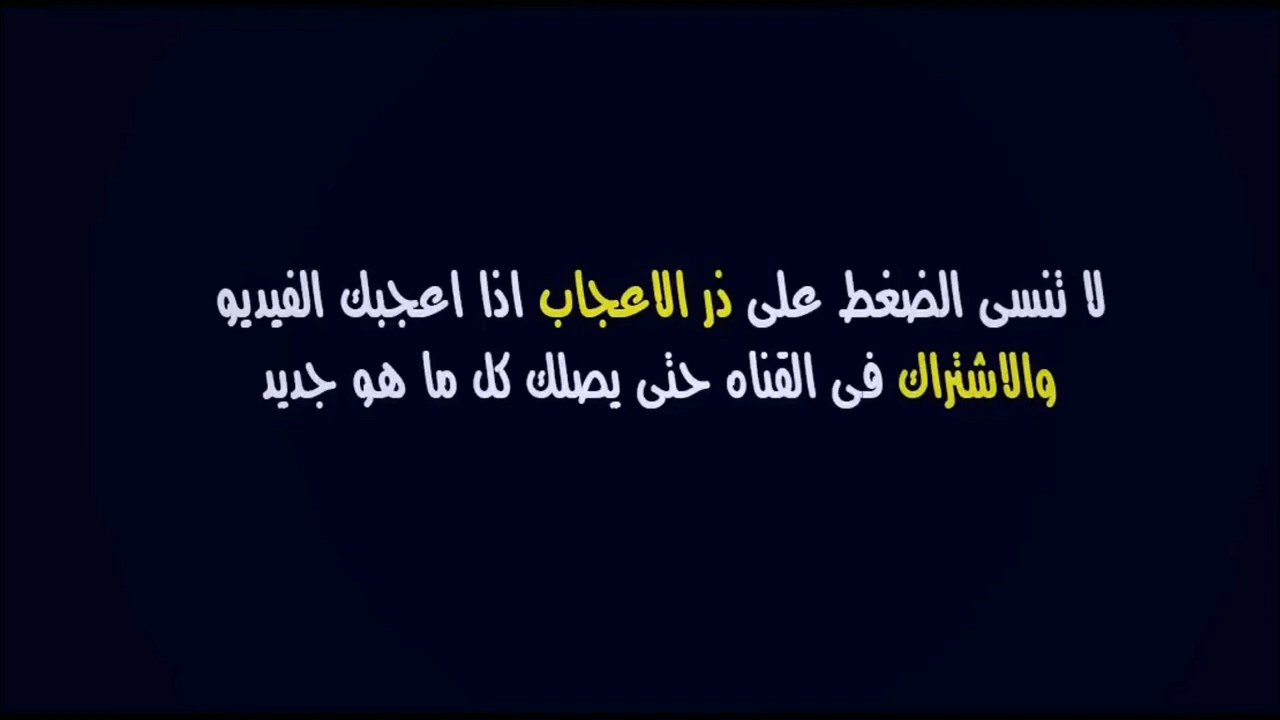 لا تنسى الضغط على ذر الاعجاب اذا اعجبك الفيديو
والاشتراك فى القناه حتى يصلك كل ما هو جديد